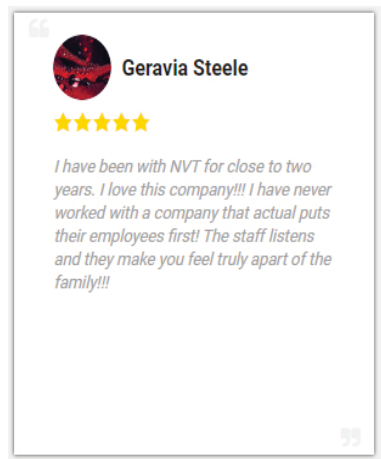 Geravia Steele
I have been with NVT for close to two
years. I love this company!!! I have never
worked with a company that actual puts
their employees first! The staff listens
and they make you feel truly apart of the
family!!!